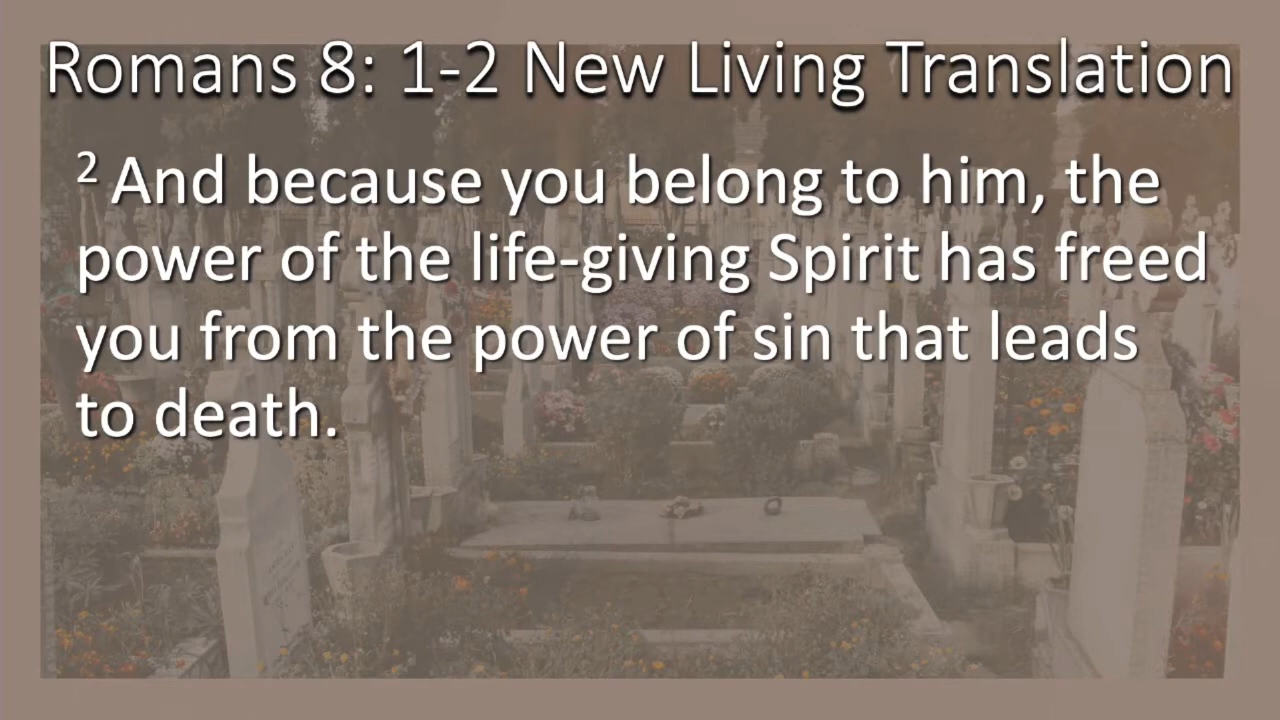 Romans 8: 1-2 New Living Translation
2 And because you belong to him, the
power of the life-giving Spirit has freed
you from the power of sin that leads
to death.